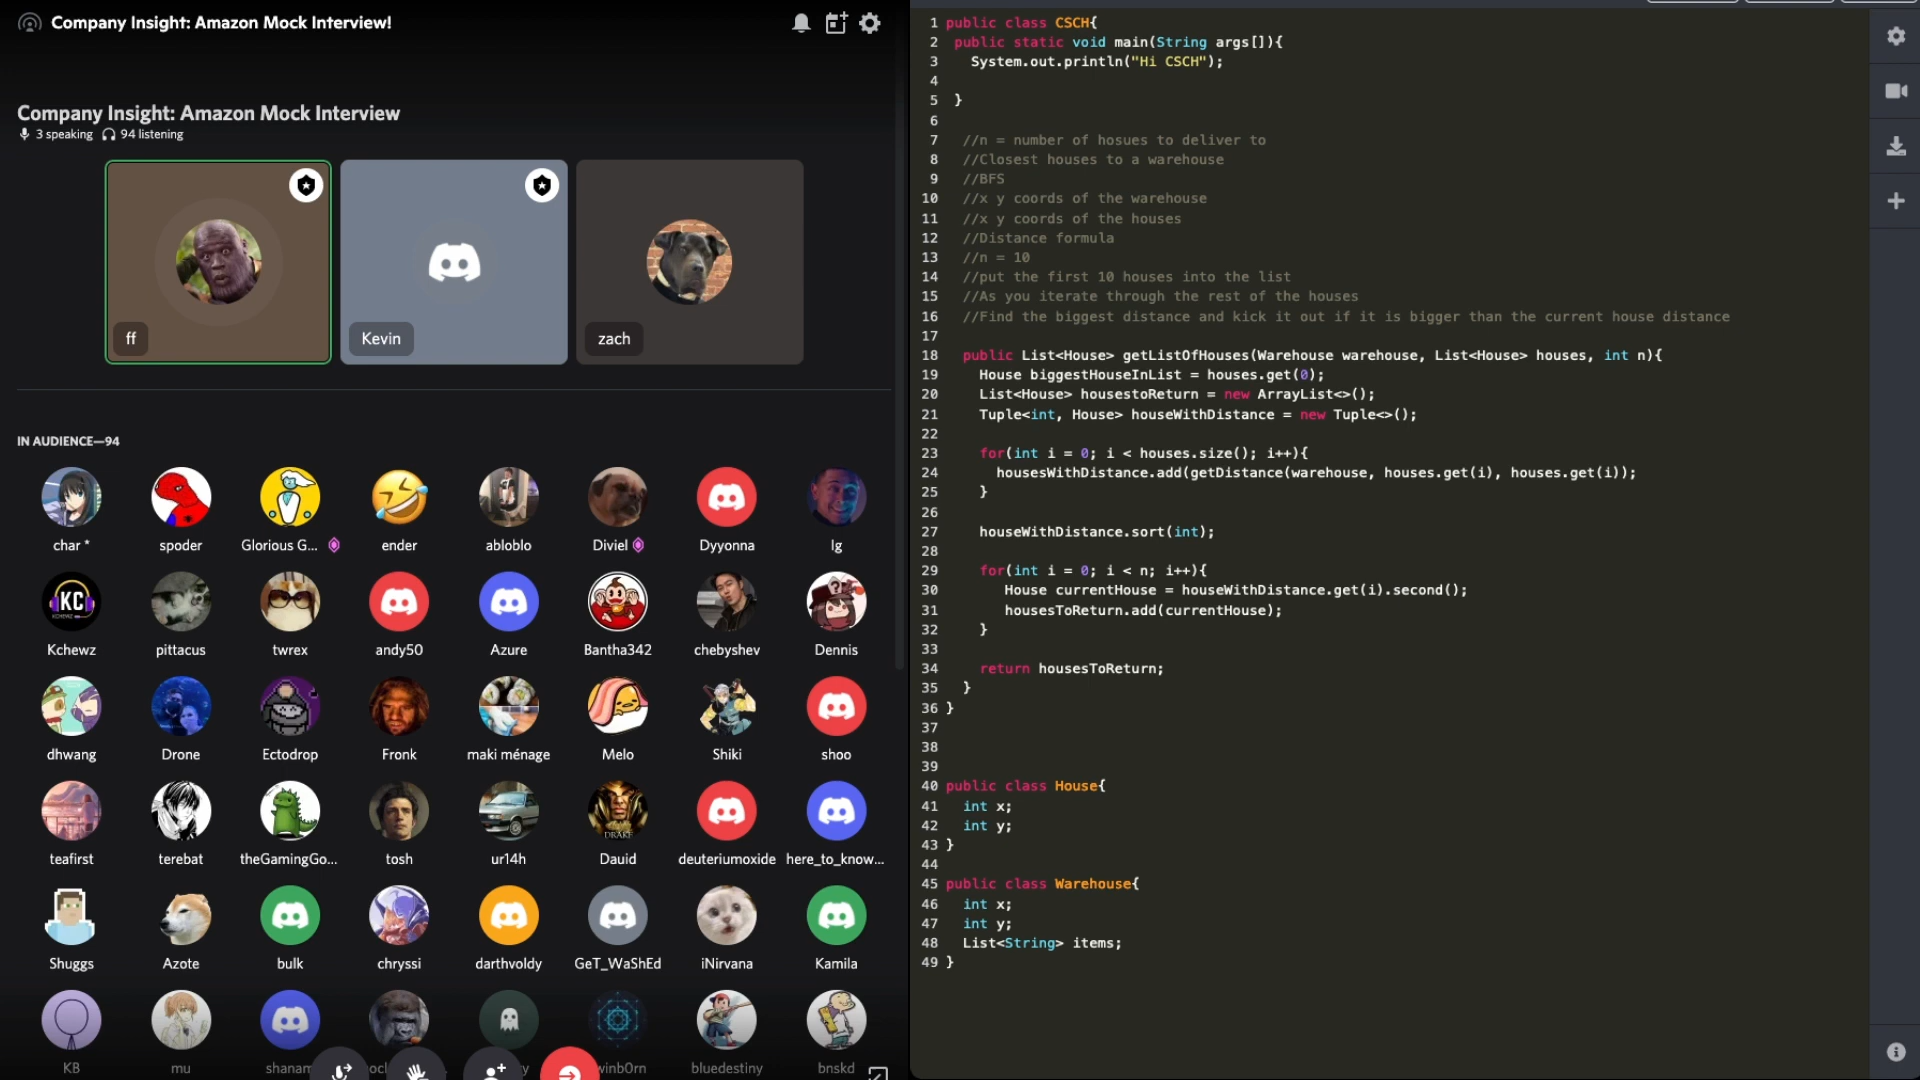 Company Insight: Amazon Mock Interview!
Company Insight: Amazon Mock Interview
3 speaking 94 listening
ff
Kevin
zach
IN AUDIENCE—94
char *
spoder
Glorious G...
ender
abloblo
Diviel
Dyyonna
lg
KC
Kchewz
pittacus
twrex
andy50
Azure
Bantha342
chebyshev
Dennis
dhwang
Drone
Ectodrop
Fronk
maki ménage
Melo
Shiki
shoo
teafirst
terebat
theGamingGo...
tosh
ur14h
DRAKE
Dauid
deuteriumoxide
here_to_know...
Shuggs
Azote
bulk
chryssi
darthvoldy
GeT_WaShEd
iNirvana
Kamila
KB
mu
bluedestiny
bnskd
1 public class CSCH{
2 public static void main(String args[]){
3 System.out.println("Hi CSCH");
4
5 }
6
7 //n = number of hosues to deliver to
8 //Closest houses to a warehouse
9 //BFS
10 //x y coords of the warehouse
11 //x y coords of the houses
12 //Distance formula
13 //n = 10
14 //put the first 10 houses into the list
15 //As you iterate through the rest of the houses
16 //Find the biggest distance and kick it out if it is bigger than the current house distance
17
18 public List<House> getListOfHouses(Warehouse warehouse, List<House> houses, int n){
19 House biggestHouseInList = houses.get(0);
20 List<House> housestoReturn = new ArrayList<>();
21 Tuple<int, House> houseWithDistance = new Tuple<>();
22
23 for(int i = 0; i < houses.size(); i++){
24 housesWithDistance.add(getDistance(warehouse, houses.get(i), houses.get(i));
25 }
26
27 houseWithDistance.sort(int);
28
29 for(int i = 0; i < n; i++){
30 House currentHouse = houseWithDistance.get(i).second();
31 housesToReturn.add(currentHouse);
32 }
33
34 return housesToReturn;
35 }
36 }
37
38
39
40 public class House{
41 int x;
42 int y;
43 }
44
45 public class Warehouse{
46 int x;
47 int y;
48 List<String> items;
49 }